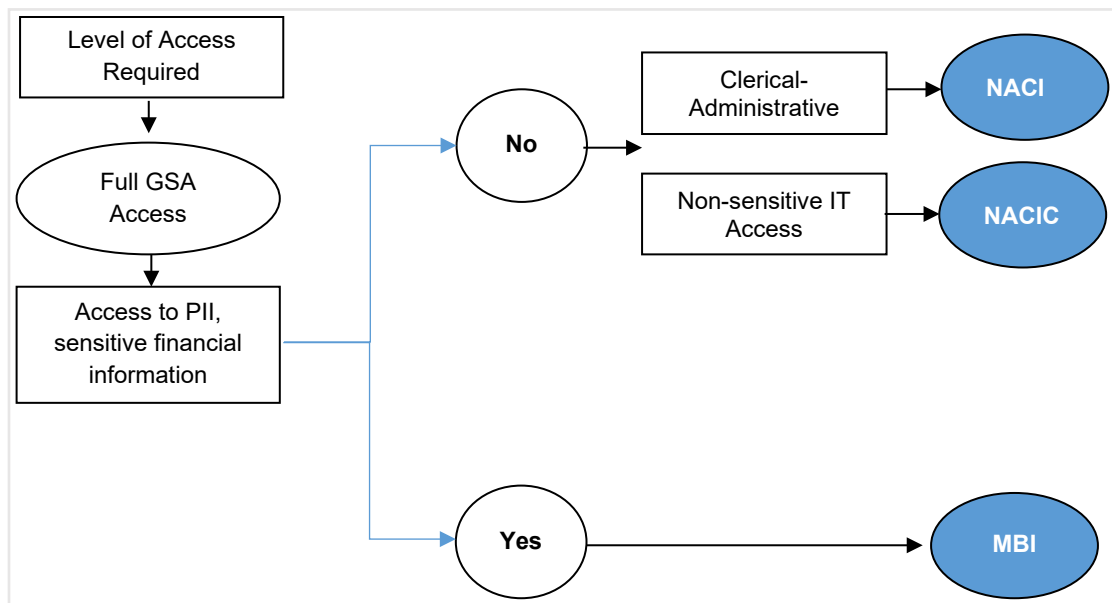 Level of Access
Required
Full GSA
Access
Access to PII,
sensitive financial
information
No
Clerical-
Administrative
NACI
Non-sensitive IT
Access
NACIC
Yes
MBI